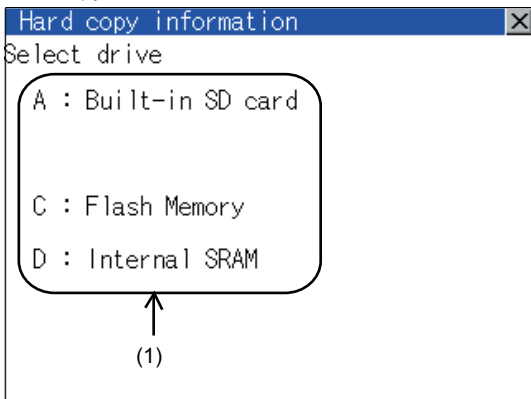 Hard copy information
Select drive
A : Built-in SD card
C : Flash Memory
D : Internal SRAM
(1)